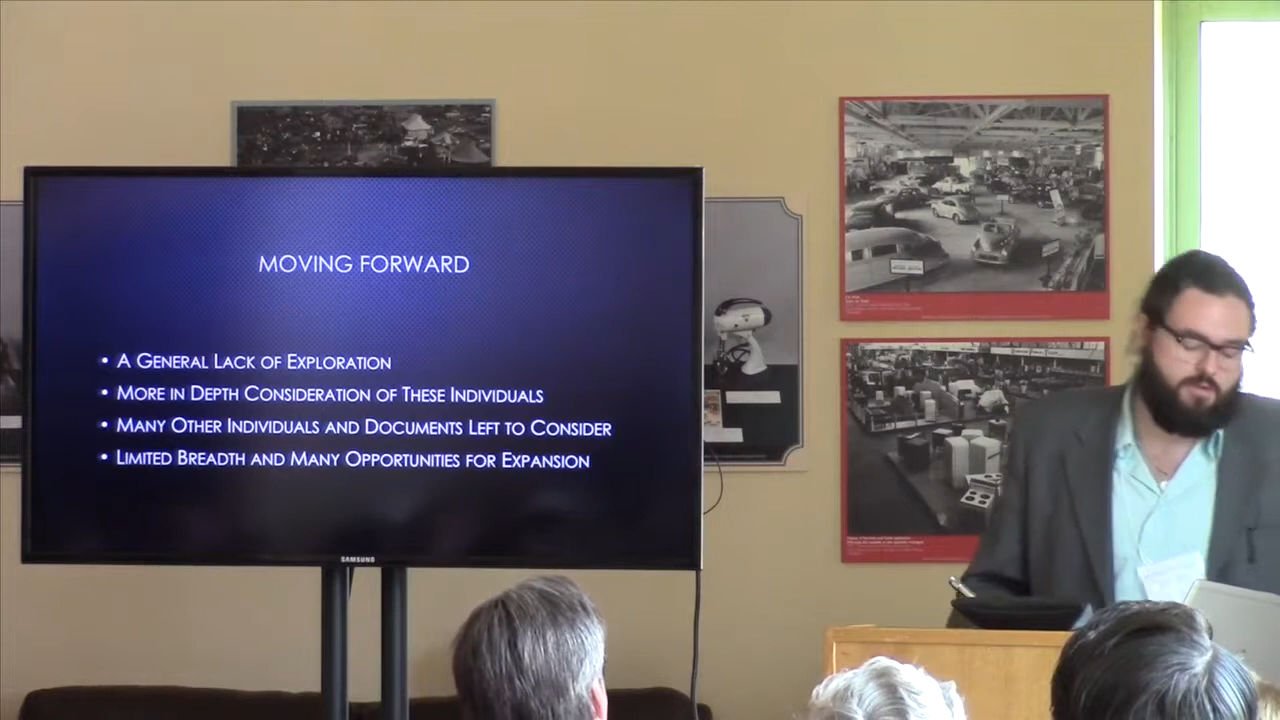 MOVING FORWARD
• A GENERAL LACK OF EXPLORATION
• MORE IN DEPTH CONSIDERATION OF THESE INDIVIDUALS
• MANY OTHER INDIVIDUALS AND DOCUMENTS LEFT TO CONSIDER
• LIMITED BREADTH AND MANY OPPORTUNITIES FOR EXPANSION
SAMSUNG